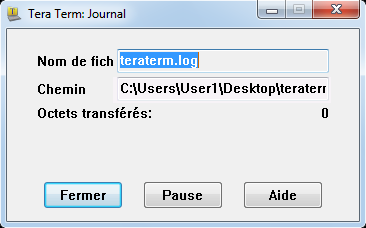 Tera Term: Journal
Nom de fich teraterm.log
Chemin C:\Users\User1\Desktop\teraterm
Octets transférés: 0
Fermer Pause Aide